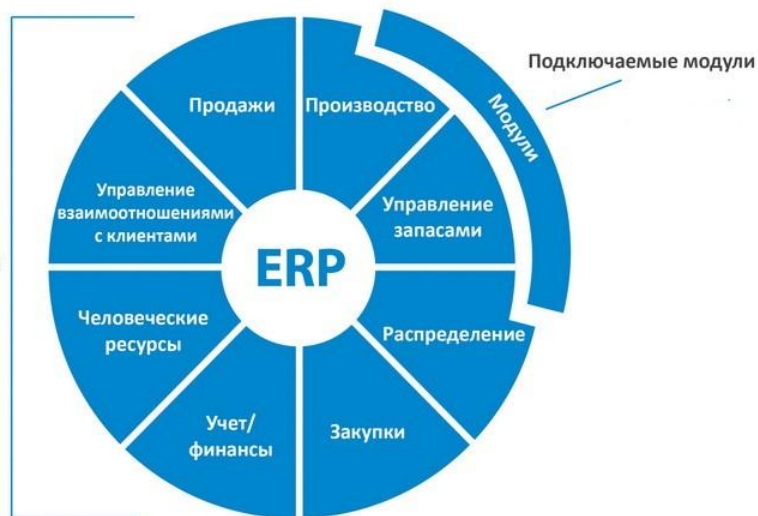 Подключаемые модули
Модули
Продажи
Производство
Управление
взаимоотношениями
с клиентами
Управление
запасами
ERP
Человеческие
ресурсы
Распределение
Учет/
финансы
Закупки